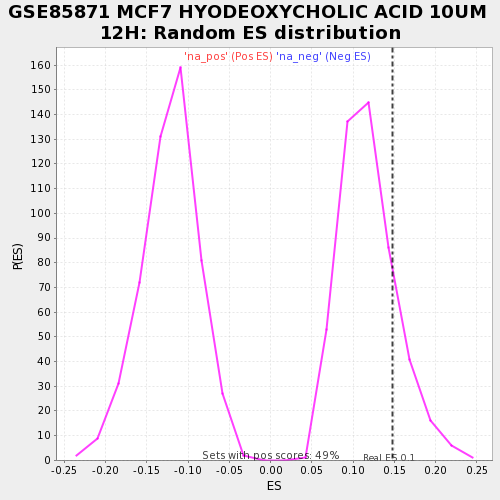 GSE85871 MCF7 HYODEOXYCHOLIC ACID 10UM
12H: Random ES distribution
'na_pos' (Pos ES) 'na_neg' (Neg ES)
160
150
140
130
120
110
100
90
80
70
60
50
40
30
20
10
0
P(ES)
Sets with pos scores: 49%
Real ES 0.1
-0.25 -0.20 -0.15 -0.10 -0.05 0.00 0.05 0.10 0.15 0.20 0.25
ES